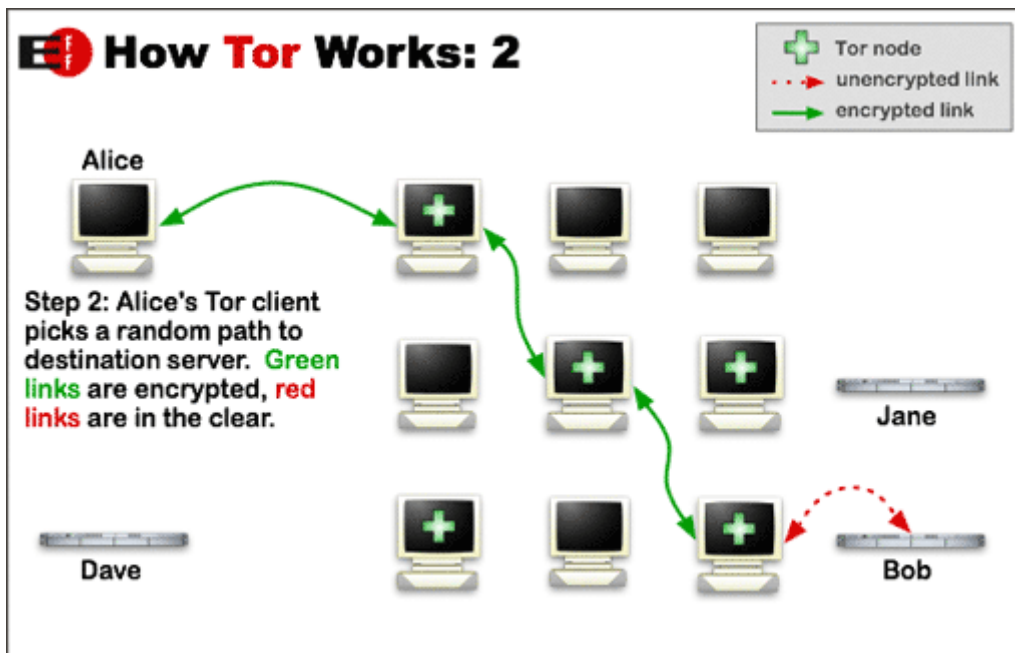 EFF How Tor Works: 2
Tor node
unencrypted link
encrypted link
Alice
Step 2: Alice's Tor client
picks a random path to
destination server. Green
links are encrypted, red
links are in the clear.
Jane
Dave
Bob